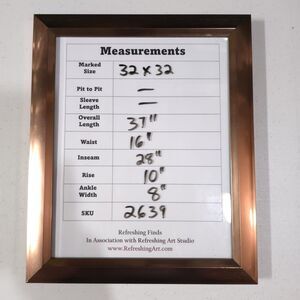 Measurements
Marked Size 32 x 32
Pit to Pit —
Sleeve Length —
Overall Length 37"
Waist 16"
Inseam 28"
Rise 10"
Ankle Width 8"
SKU 2639
Refreshing Finds
In Association with Refreshing Art Studio
www.RefreshingArt.com